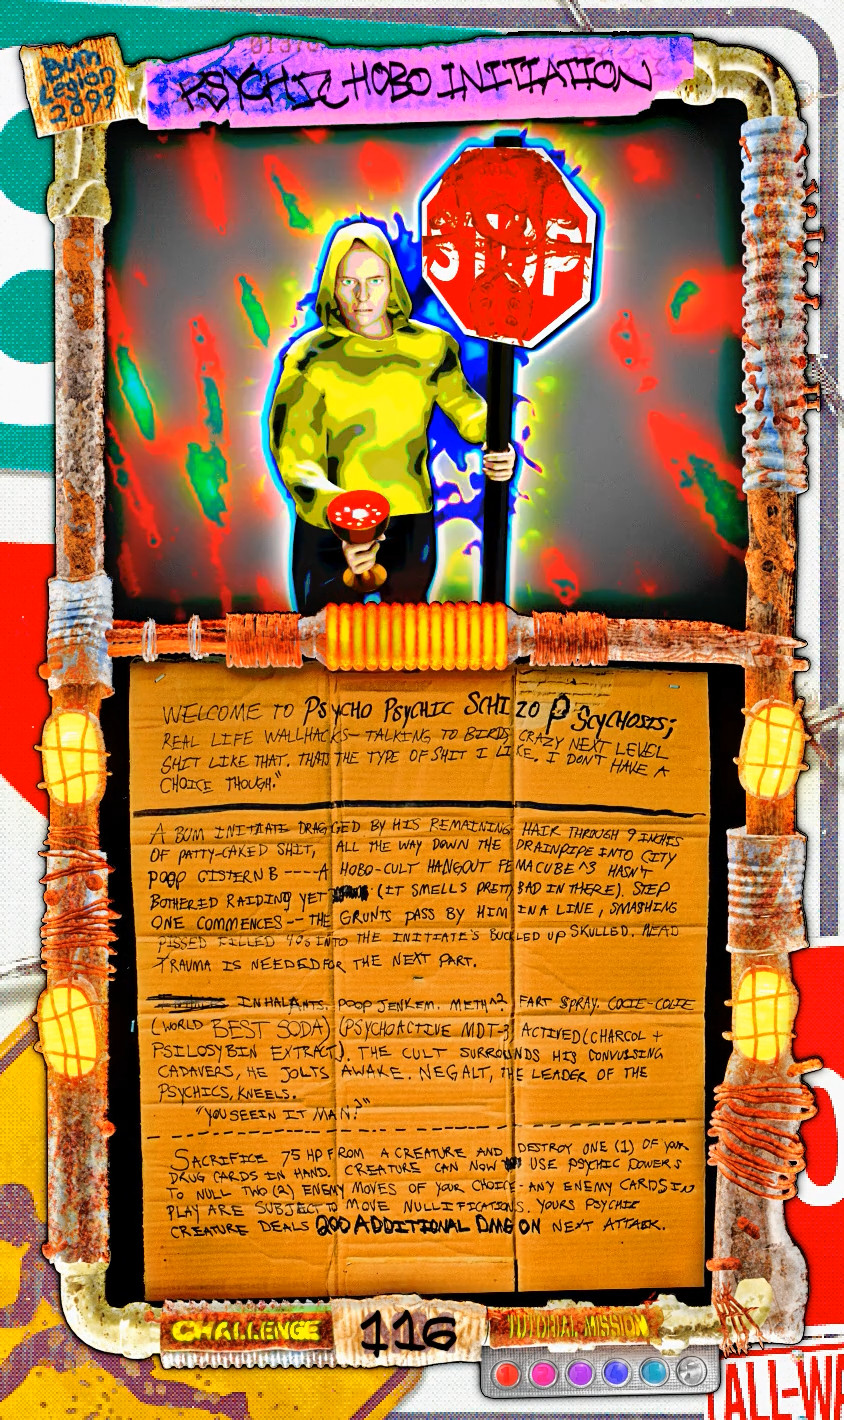 Bum
Legion
2099
PSYCHIC HOBO INITIATION
STOP
WELCOME TO PSYCHO PSYCHIC SCHIZO PSCYCHOSIS;
REAL LIFE WALLHACKS- TALKING TO BIRDS CRAZY NEXT LEVEL
SHIT LIKE THAT. THATS THE TYPE OF SHIT I LIKE. I DON'T HAVE A
CHOICE THOUGH."
A BUM INITIATE DRAGGED BY HIS REMAINING HAIR THROUGH 9 INCHES
OF PATTY-CAKED SHIT, ALL THE WAY DOWN THE DRAINPIPE INTO CITY
POOP CISTERN B ----A HOBO-CULT HANGOUT FEMACUBE^3 HASN'T
BOTHERED RAIDING YET (IT SMELLS PRETTY BAD IN THERE). STEP
ONE COMMENCES -- THE GRUNTS PASS BY HIM IN A LINE, SMASHING
PISSED FILLED 40s INTO THE INITIATE'S BUCKLED UP SKULLED. HEAD
TRAUMA IS NEEDED FOR THE NEXT PART.
INHALANTS. POOP JENKEM. METH^2. FART SPRAY. COCIE-COLIE
(WORLD BEST SODA) (PSYCHOACTIVE MDT-3) ACTIVED (CHARCOL +
PSILOSYBIN EXTRACT). THE CULT SURROUNDS HIS CONVULSING
CADAVERS, HE JOLTS AWAKE. NEGALT, THE LEADER OF THE
PSYCHICS, KNEELS.
"YOU SEEIN IT MAN?"
SACRIFICE 75 HP FROM A CREATURE AND DESTROY ONE (1) OF YOUR
DRUG CARDS IN HAND. CREATURE CAN NOW USE PSYCHIC POWERS
TO NULL TWO (2) ENEMY MOVES OF YOUR CHOICE - ANY ENEMY CARDS IN
PLAY ARE SUBJECT TO MOVE NULLIFICATIONS. YOURS PSYCHIC
CREATURE DEALS 200 ADDITIONAL DMG ON NEXT ATTACK.
CHALLENGE
116
TUTORIAL MISSION
ALL-WA